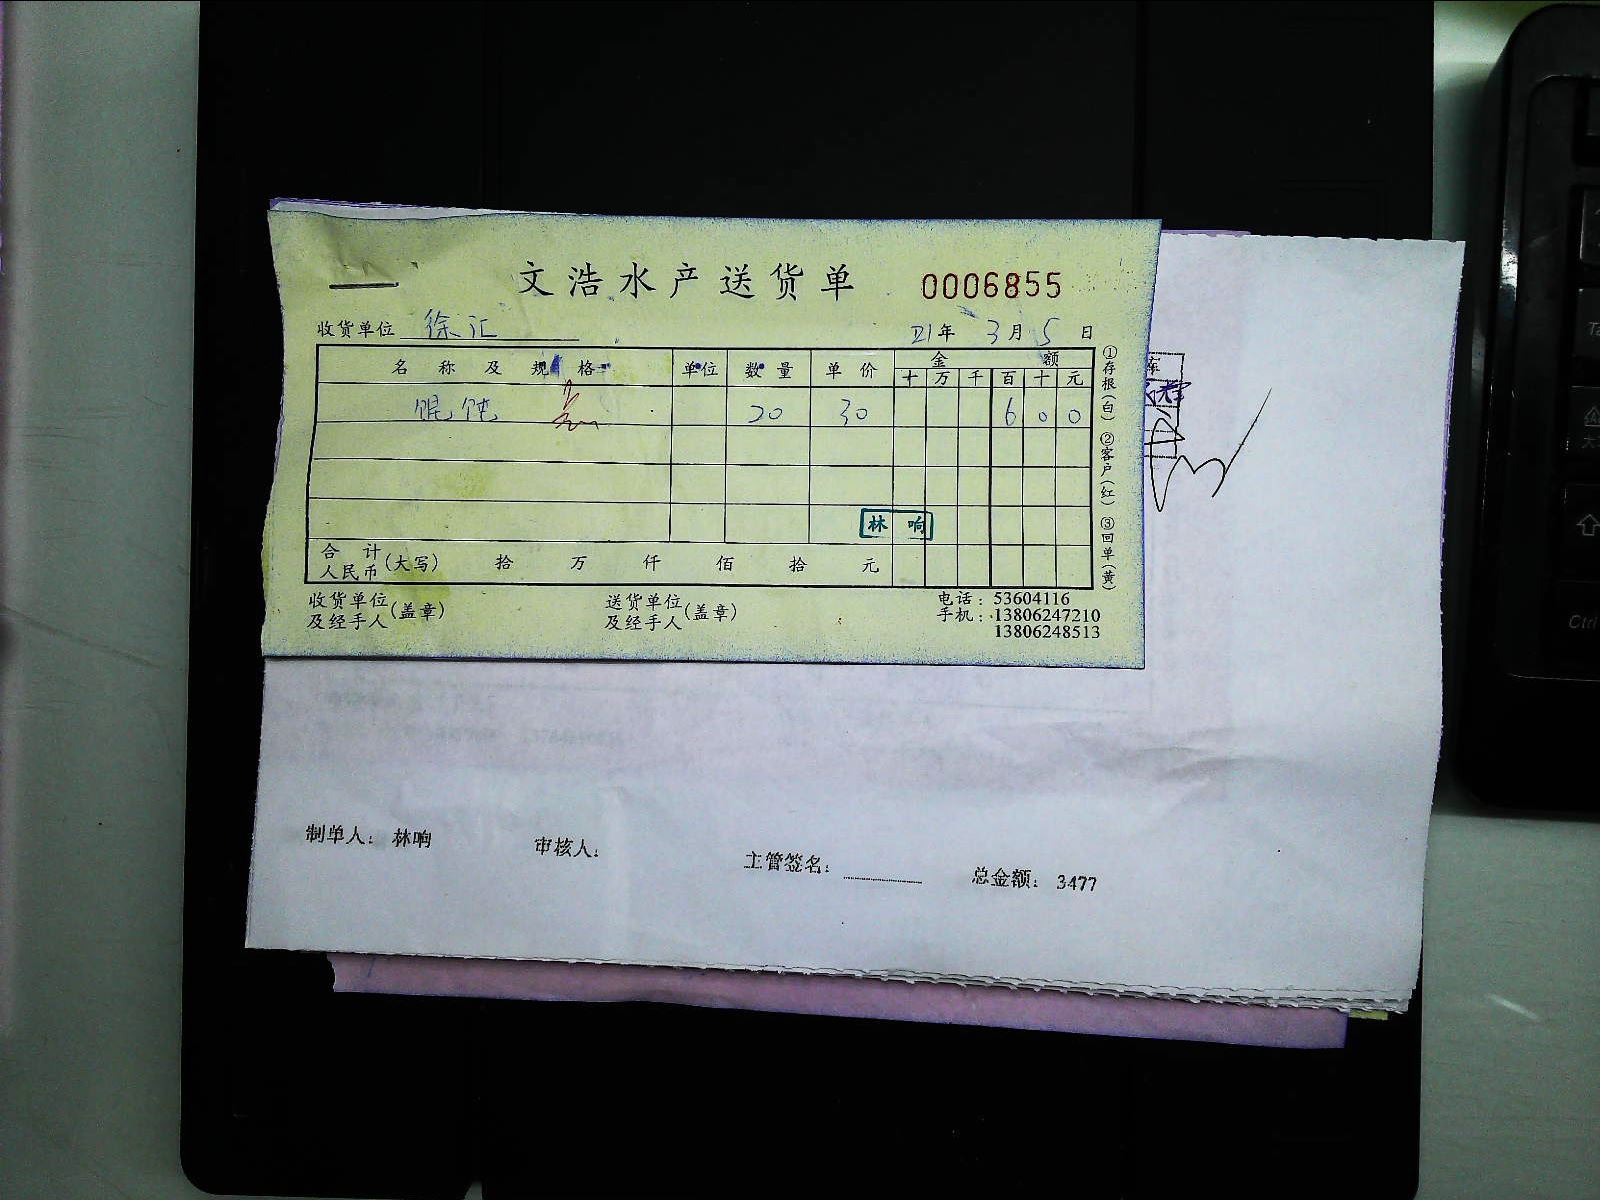 文浩水产送货单 0006855
收货单位 徐汇 21年 3月 5日
名称及规格 单位 数量 单价 金额
十 万 千 百 十 元
馄饨 20 30 6 0 0
林响
合计人民币(大写) 拾 万 仟 佰 拾 元
收货单位及经手人(盖章) 送货单位及经手人(盖章)
电话：53604116
手机：13806247210
13806248513
①存根(白) ②客户(红) ③回单(黄)
库
制单人：林响 审核人： 主管签名： 总金额：3477
Ctrl